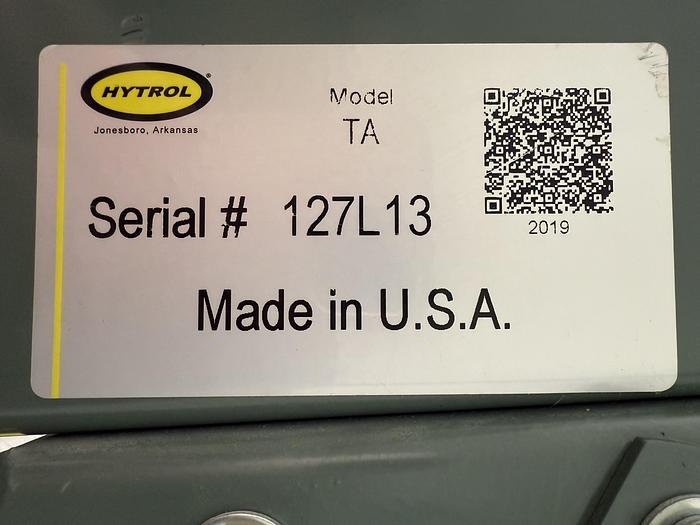 HYTROL®
Jonesboro, Arkansas
Model
TA
2019
Serial # 127L13
Made in U.S.A.